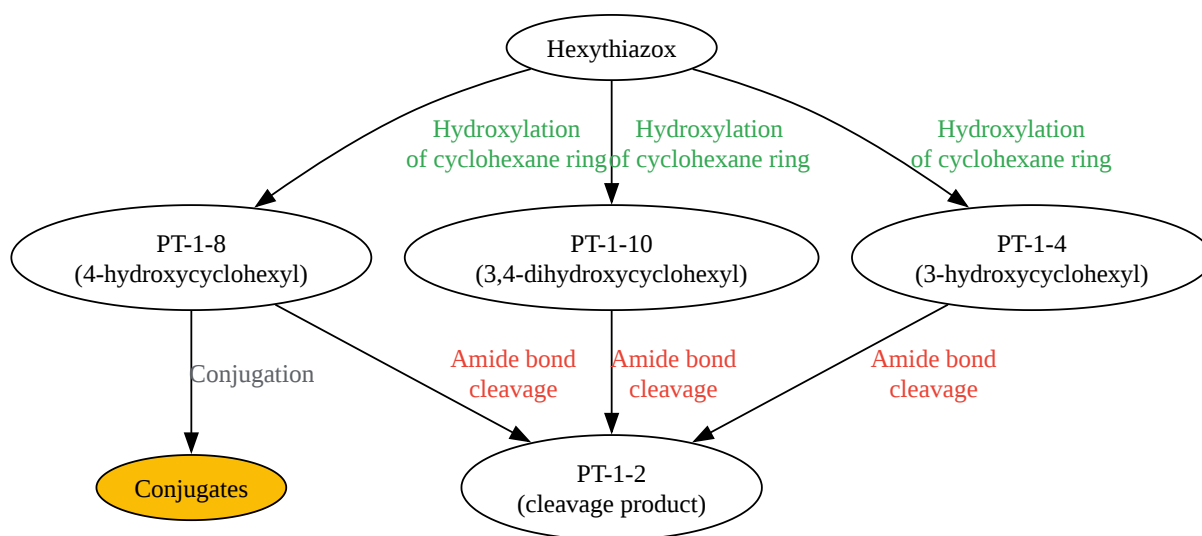 Hexythiazox
Hydroxylation
of cyclohexane ring
Hydroxylation
of cyclohexane ring
Hydroxylation
of cyclohexane ring
PT-1-8
(4-hydroxycyclohexyl)
PT-1-10
(3,4-dihydroxycyclohexyl)
PT-1-4
(3-hydroxycyclohexyl)
Conjugation
Amide bond
cleavage
Amide bond
cleavage
Amide bond
cleavage
Conjugates
PT-1-2
(cleavage product)